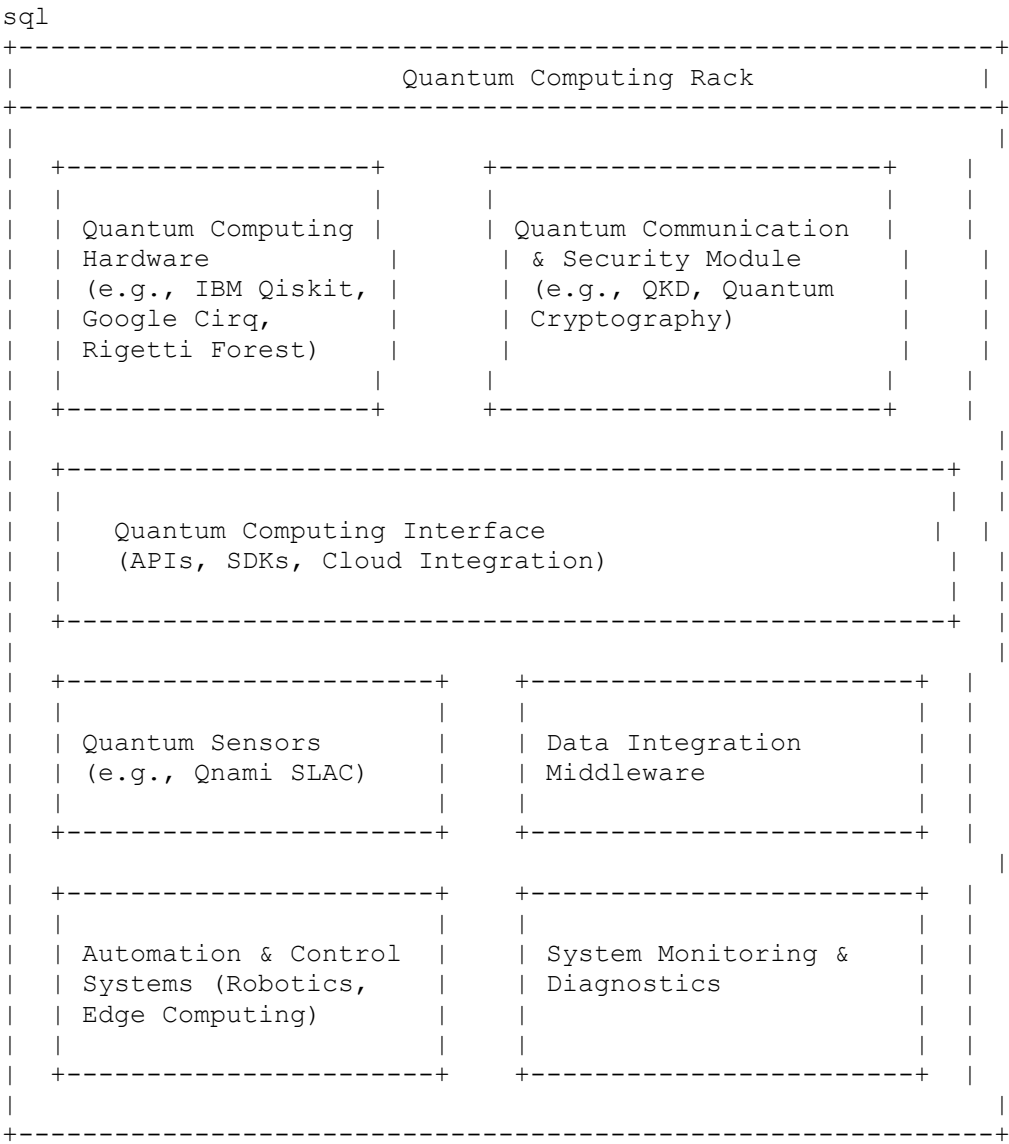 sql
Quantum Computing Rack
Quantum Computing
Hardware
(e.g., IBM Qiskit,
Google Cirq,
Rigetti Forest)
Quantum Communication
& Security Module
(e.g., QKD, Quantum
Cryptography)
Quantum Computing Interface
(APIs, SDKs, Cloud Integration)
Quantum Sensors
(e.g., Qnami SLAC)
Data Integration
Middleware
Automation & Control
Systems (Robotics,
Edge Computing)
System Monitoring &
Diagnostics